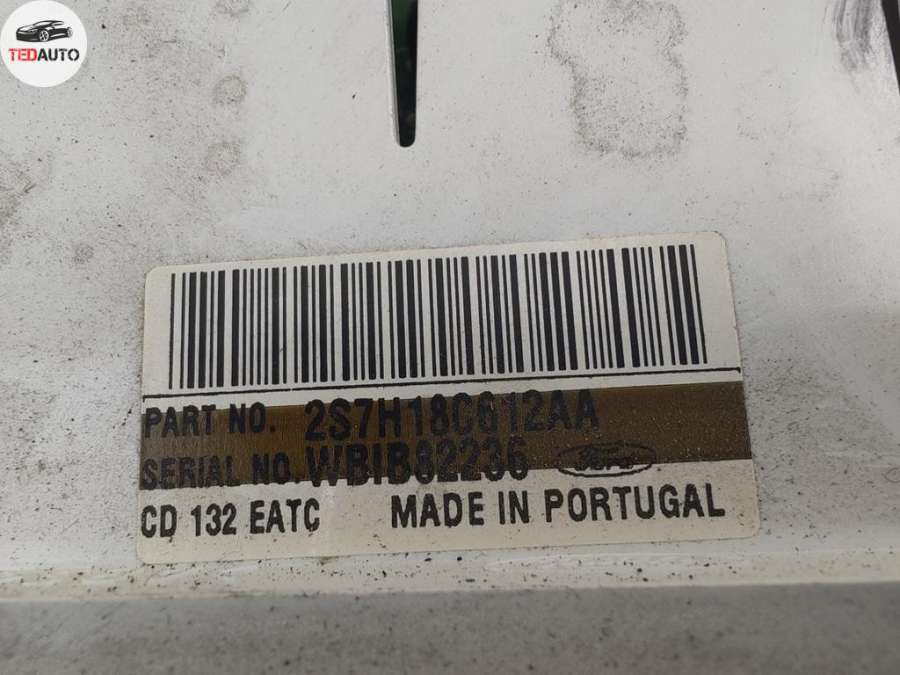 TEDAUTO
PART NO. 2S7H18C612AA
SERIAL NO. WBIB82236 Ford
CD 132 EATC MADE IN PORTUGAL